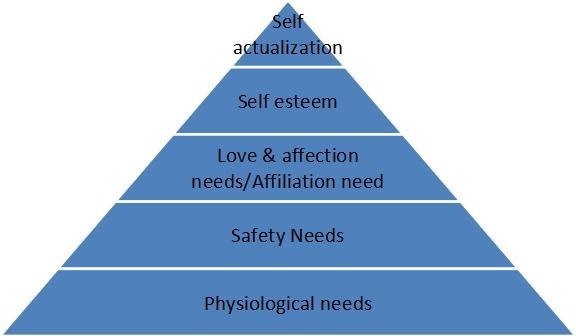 Self
actualization
Self esteem
Love & affection
needs/Affiliation need
Safety Needs
Physiological needs